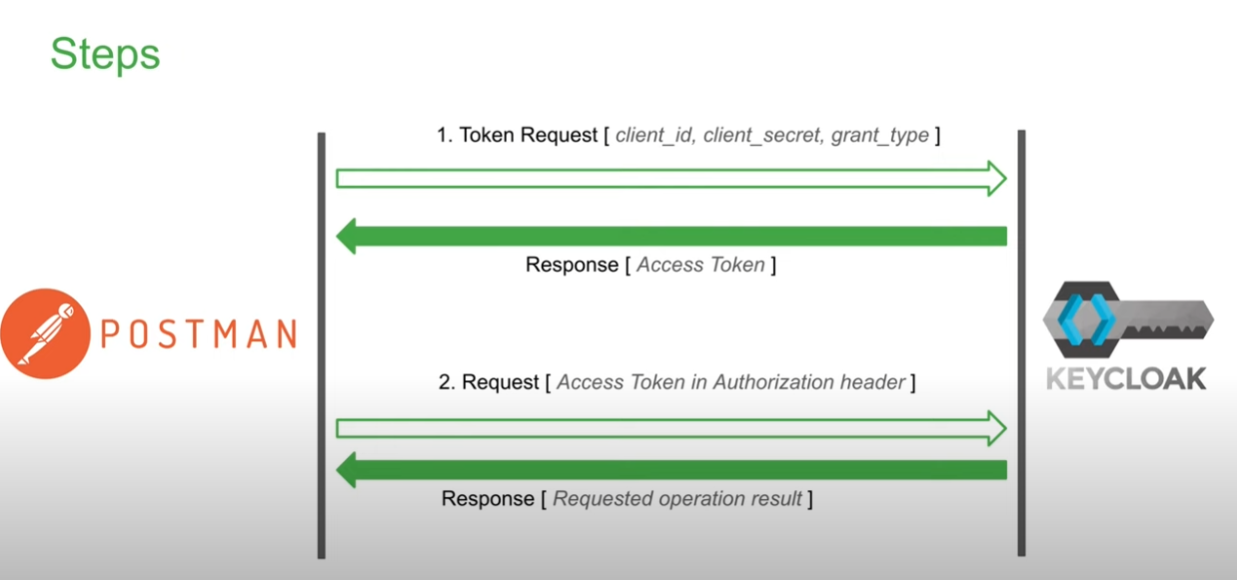 Steps
1. Token Request [ client_id, client_secret, grant_type ]
Response [ Access Token ]
POSTMAN
KEYCLOAK
2. Request [ Access Token in Authorization header ]
Response [ Requested operation result ]